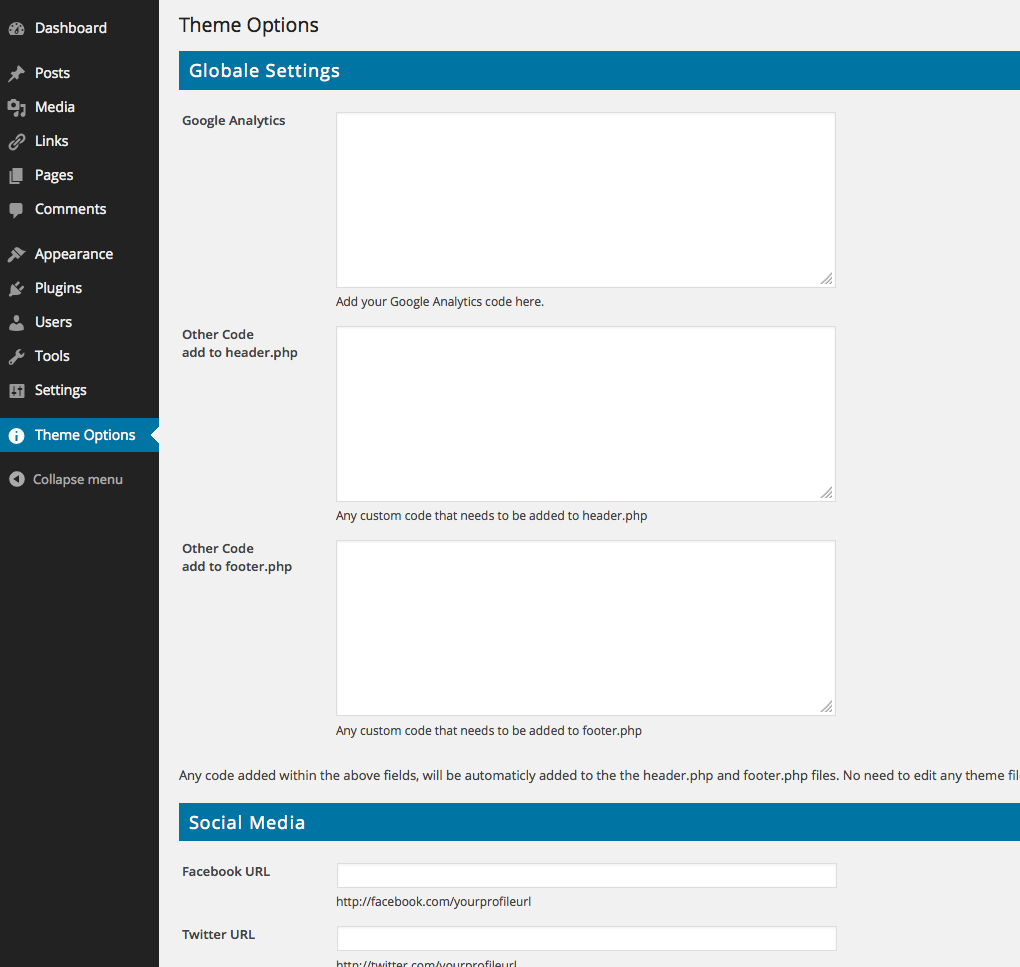 Dashboard
Posts
Media
Links
Pages
Comments
Appearance
Plugins
Users
Tools
Settings
Theme Options
Collapse menu
Theme Options
Globale Settings
Google Analytics
Add your Google Analytics code here.
Other Code
add to header.php
Any custom code that needs to be added to header.php
Other Code
add to footer.php
Any custom code that needs to be added to footer.php
Any code added within the above fields, will be automaticly added to the the header.php and footer.php files. No need to edit any theme
Social Media
Facebook URL
http://facebook.com/yourprofileurl
Twitter URL
http://twitter.com/yourprofileurl